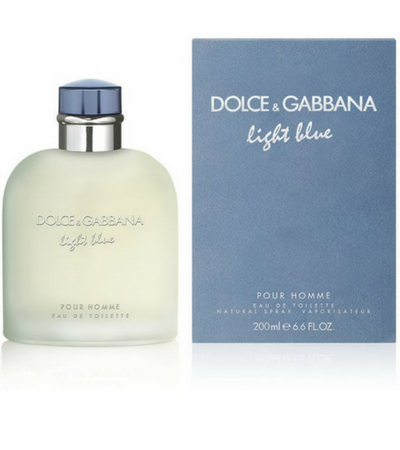 DOLCE & GABBANA
light blue
POUR HOMME
EAU DE TOILETTE
DOLCE & GABBANA
light blue
POUR HOMME
EAU DE TOILETTE
NATURAL SPRAY VAPORISATEUR
200ml e 6.6 FL.OZ.